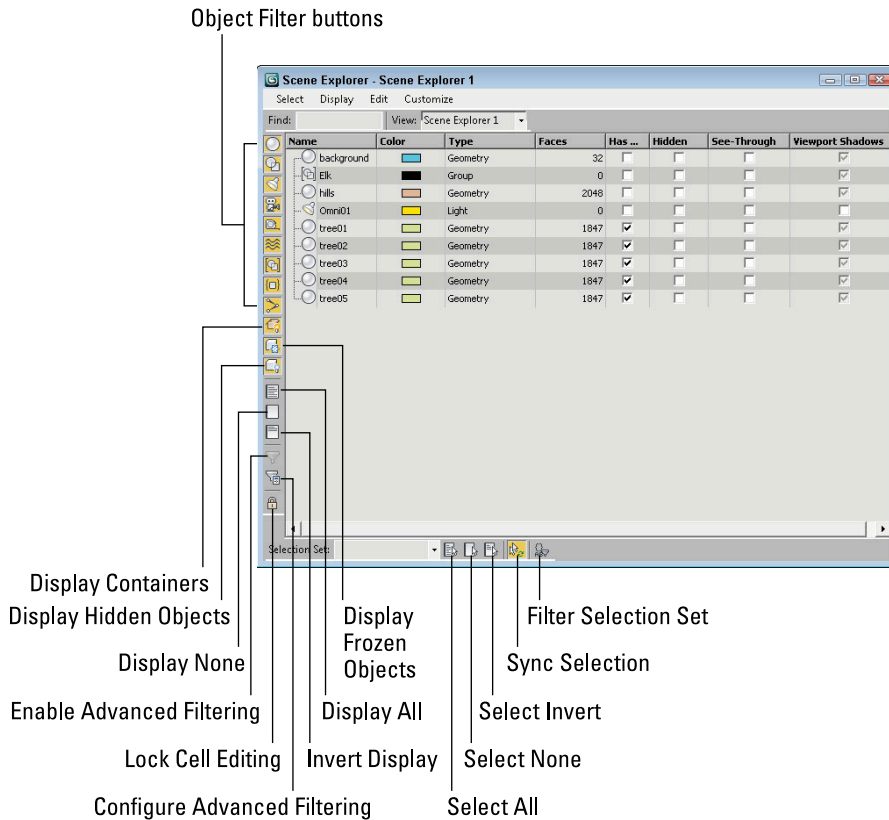 Object Filter buttons
Scene Explorer - Scene Explorer 1
Select Display Edit Customize
Find: View: Scene Explorer 1
Name Color Type Faces Has ... Hidden See-Through Viewport Shadows
background Geometry 32
Elk Group 0
hills Geometry 2048
Omni01 Light 0
tree01 Geometry 1847
tree02 Geometry 1847
tree03 Geometry 1847
tree04 Geometry 1847
tree05 Geometry 1847
Selection Set:
Display Containers
Display Hidden Objects
Display
Frozen
Objects
Filter Selection Set
Display None
Sync Selection
Enable Advanced Filtering
Display All
Select Invert
Lock Cell Editing
Invert Display
Select None
Configure Advanced Filtering
Select All